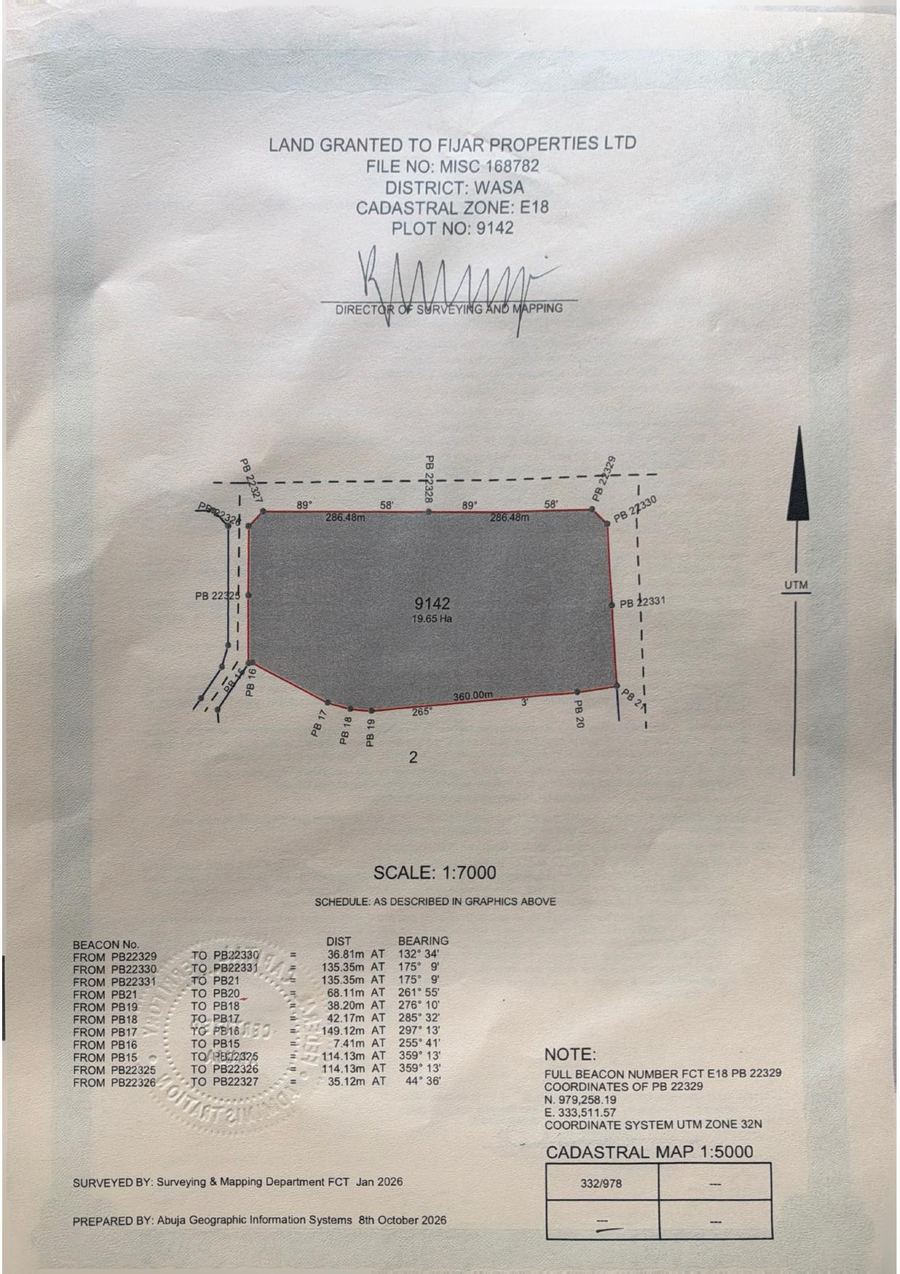 LAND GRANTED TO FIJAR PROPERTIES LTD
FILE NO: MISC 168782
DISTRICT: WASA
CADASTRAL ZONE: E18
PLOT NO: 9142
DIRECTOR OF SURVEYING AND MAPPING
PB 22327
PB 22328
PB 22329
PB 22326
89° 58' 89° 58'
PB 22330
286.48m 286.48m
PB 22325
9142
PB 22331
19.65 Ha
UTM
PB 15
PB 16
360.00m
PB 21
265° 3'
PB 17
PB 18
PB 19
PB 20
2
SCALE: 1:7000
SCHEDULE: AS DESCRIBED IN GRAPHICS ABOVE
BEACON No. DIST BEARING
FROM PB22329 TO PB22330 = 36.81m AT 132° 34'
FROM PB22330 TO PB22331 = 135.35m AT 175° 9'
FROM PB22331 TO PB21 = 135.35m AT 175° 9'
FROM PB21 TO PB20 = 68.11m AT 261° 55'
FROM PB19 TO PB18 = 38.20m AT 276° 10'
FROM PB18 TO PB17 = 42.17m AT 285° 32'
FROM PB17 TO PB16 = 149.12m AT 297° 13'
FROM PB16 TO PB15 = 7.41m AT 255° 41'
FROM PB15 TO PB22325 = 114.13m AT 359° 13'
FROM PB22325 TO PB22326 = 114.13m AT 359° 13'
FROM PB22326 TO PB22327 = 35.12m AT 44° 36'
NOTE:
FULL BEACON NUMBER FCT E18 PB 22329
COORDINATES OF PB 22329
N. 979,258.19
E. 333,511.57
COORDINATE SYSTEM UTM ZONE 32N
CADASTRAL MAP 1:5000
332/978 ---
--- ---
SURVEYED BY: Surveying & Mapping Department FCT Jan 2026
PREPARED BY: Abuja Geographic Information Systems 8th October 2026